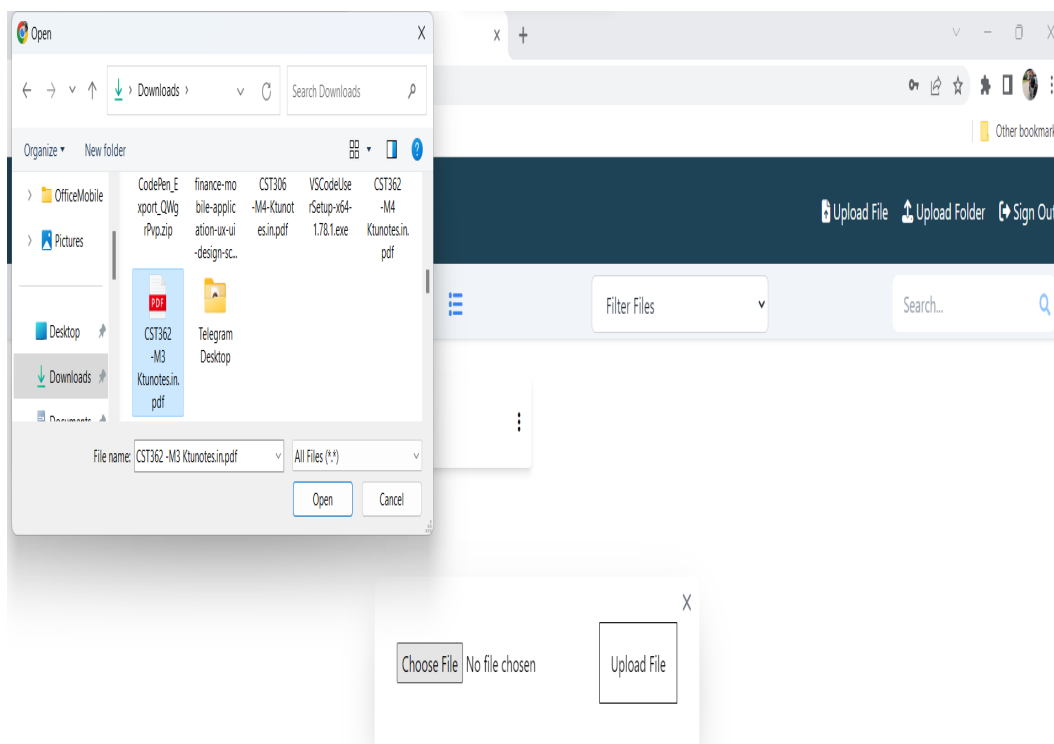 Open
Downloads
Search Downloads
Organize
New folder
Other bookmark
OfficeMobile
Pictures
Desktop
Downloads
Documents
CodePen_E
xport_QWg
rPvp.zip
finance-mo
bile-applic
ation-ux-ui
-design-sc...
CST306
-M4-Ktunot
es.in.pdf
VSCodeUse
rSetup-x64-
1.78.1.exe
CST362
-M4
Ktunotes.in.
pdf
PDF
CST362
-M3
Ktunotes.in.
pdf
Telegram
Desktop
File name:
CST362 -M3 Ktunotes.in.pdf
All Files (*.*)
Open
Cancel
Upload File
Upload Folder
Sign Out
Filter Files
Search...
Choose File
No file chosen
Upload File